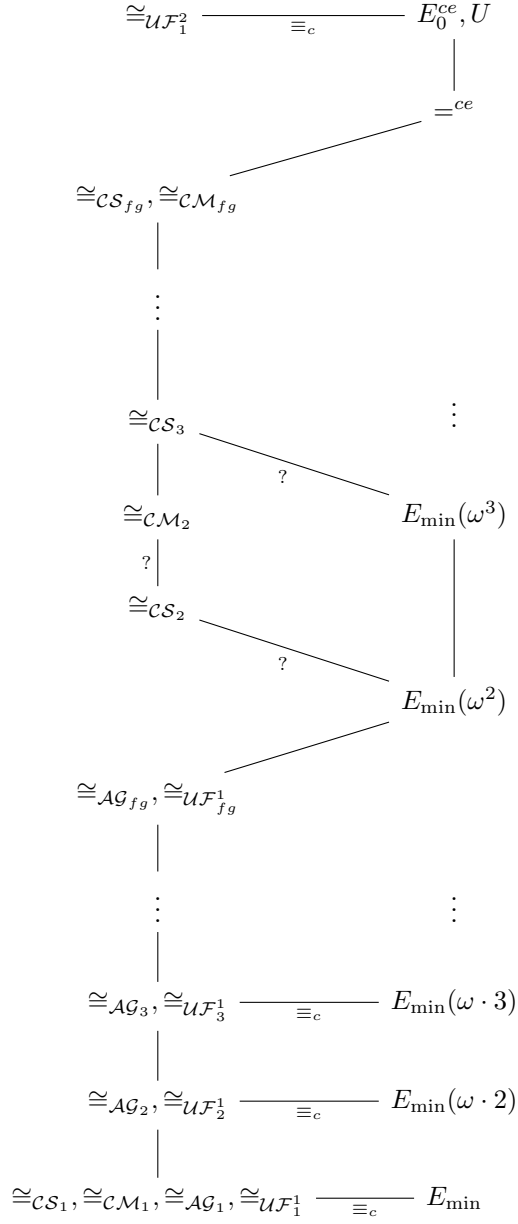 ≅_{𝒰ℱ_1^2} ≡_c E_0^{ce}, U
=^{ce}
≅_{𝒞𝒮_{fg}}, ≅_{𝒞ℳ_{fg}}
⋮
≅_{𝒞𝒮_3} ⋮
?
≅_{𝒞ℳ_2} E_min(ω^3)
?
≅_{𝒞𝒮_2}
?
E_min(ω^2)
≅_{𝒜𝒢_{fg}}, ≅_{𝒰ℱ_{fg}^1}
⋮ ⋮
≅_{𝒜𝒢_3}, ≅_{𝒰ℱ_3^1} ≡_c E_min(ω · 3)
≅_{𝒜𝒢_2}, ≅_{𝒰ℱ_2^1} ≡_c E_min(ω · 2)
≅_{𝒞𝒮_1}, ≅_{𝒞ℳ_1}, ≅_{𝒜𝒢_1}, ≅_{𝒰ℱ_1^1} ≡_c E_min